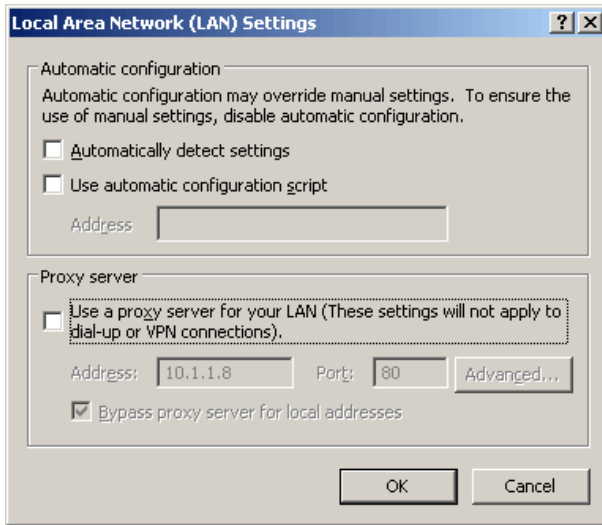 Local Area Network (LAN) Settings
Automatic configuration
Automatic configuration may override manual settings. To ensure the
use of manual settings, disable automatic configuration.
Automatically detect settings
Use automatic configuration script
Address
Proxy server
Use a proxy server for your LAN (These settings will not apply to
dial-up or VPN connections).
Address: 10.1.1.8 Port: 80 Advanced...
Bypass proxy server for local addresses
OK Cancel